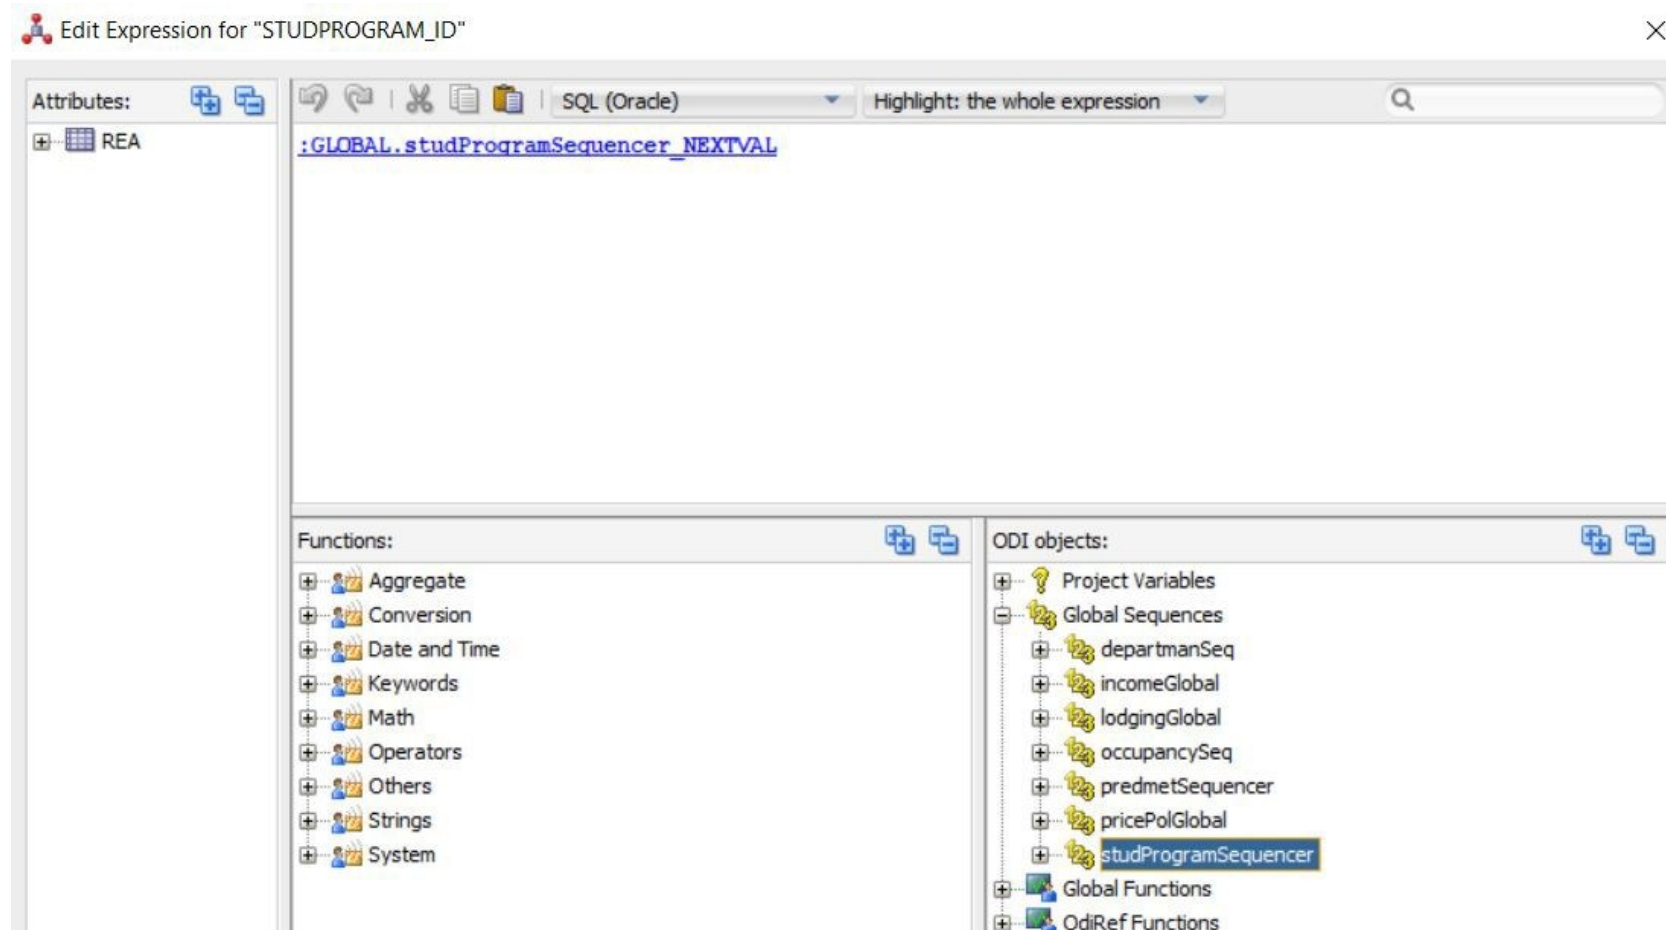 Edit Expression for "STUDPROGRAM_ID"
Attributes:
SQL (Oracle)
Highlight: the whole expression
REA
:GLOBAL.studProgramSequencer_NEXTVAL
Functions:
Aggregate
Conversion
Date and Time
Keywords
Math
Operators
Others
Strings
System
ODI objects:
Project Variables
Global Sequences
departmanSeq
incomeGlobal
lodgingGlobal
occupancySeq
predmetSequencer
pricePolGlobal
studProgramSequencer
Global Functions
OdiRef Functions